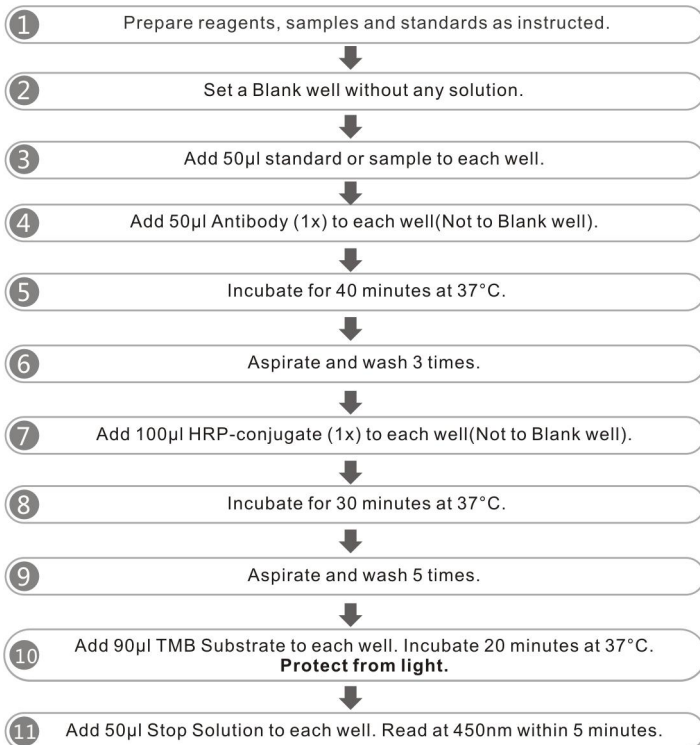 1 Prepare reagents, samples and standards as instructed.
2 Set a Blank well without any solution.
3 Add 50μl standard or sample to each well.
4 Add 50μl Antibody (1x) to each well(Not to Blank well).
5 Incubate for 40 minutes at 37°C.
6 Aspirate and wash 3 times.
7 Add 100μl HRP-conjugate (1x) to each well(Not to Blank well).
8 Incubate for 30 minutes at 37°C.
9 Aspirate and wash 5 times.
10 Add 90μl TMB Substrate to each well. Incubate 20 minutes at 37°C.
Protect from light.
11 Add 50μl Stop Solution to each well. Read at 450nm within 5 minutes.